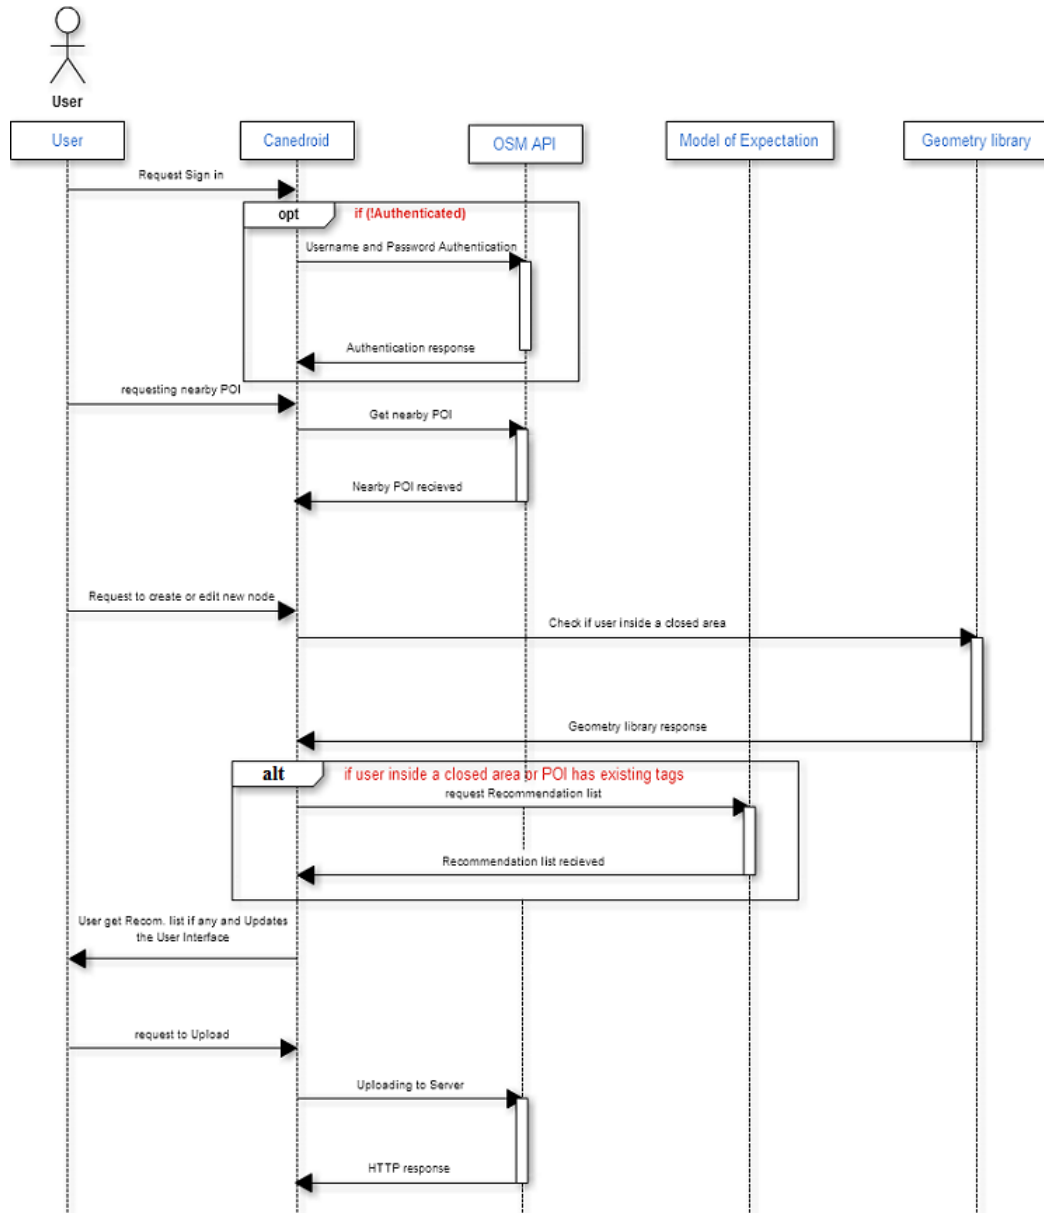 User
User
Canedroid
OSM API
Model of Expectation
Geometry library
Request Sign in
opt
if (!Authenticated)
Username and Password Authentication
Authentication response
requesting nearby POI
Get nearby POI
Nearby POI recieved
Request to create or edit new node
Check if user inside a closed area
Geometry library response
alt
if user inside a closed area or POI has existing tags
request Recommendation list
Recommendation list recieved
User get Recom. list if any and Updates
the User Interface
request to Upload
Uploading to Server
HTTP response